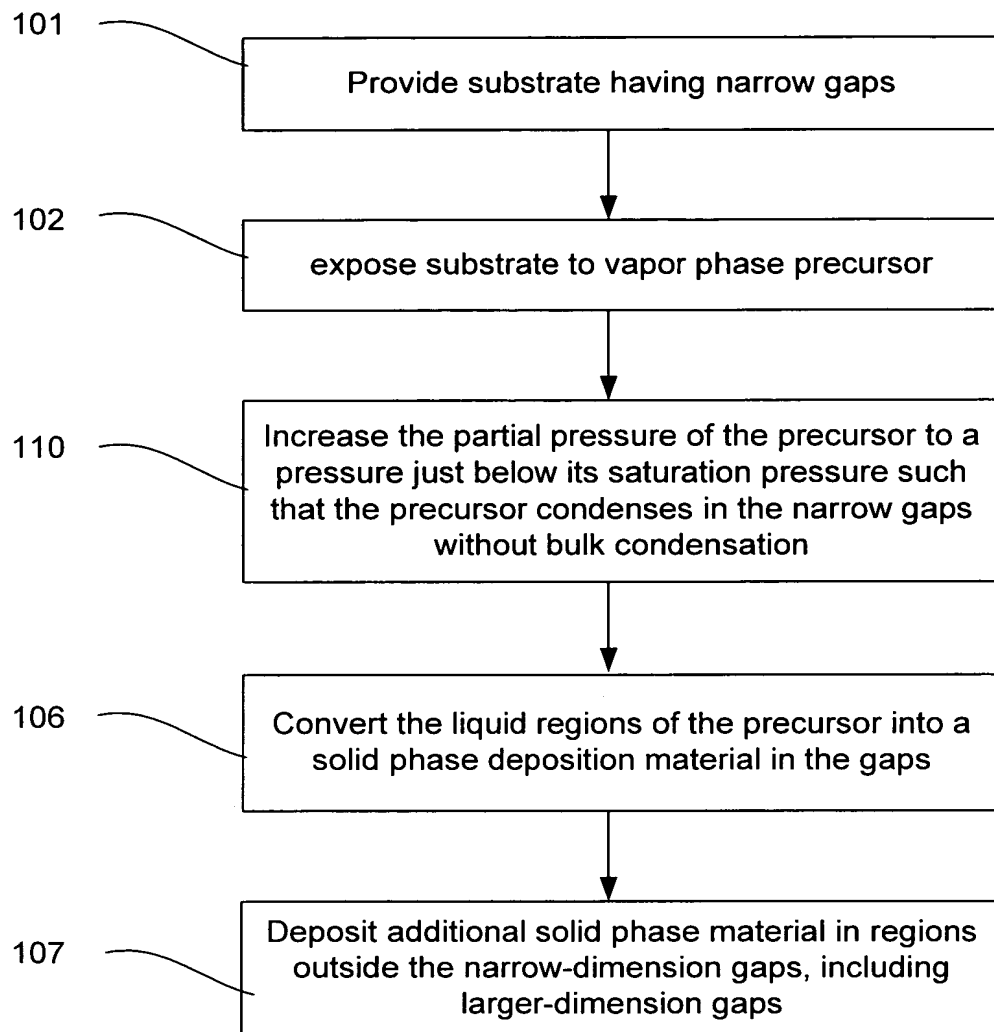 101
Provide substrate having narrow gaps
102
expose substrate to vapor phase precursor
110
Increase the partial pressure of the precursor to a
pressure just below its saturation pressure such
that the precursor condenses in the narrow gaps
without bulk condensation
106
Convert the liquid regions of the precursor into a
solid phase deposition material in the gaps
107
Deposit additional solid phase material in regions
outside the narrow-dimension gaps, including
larger-dimension gaps